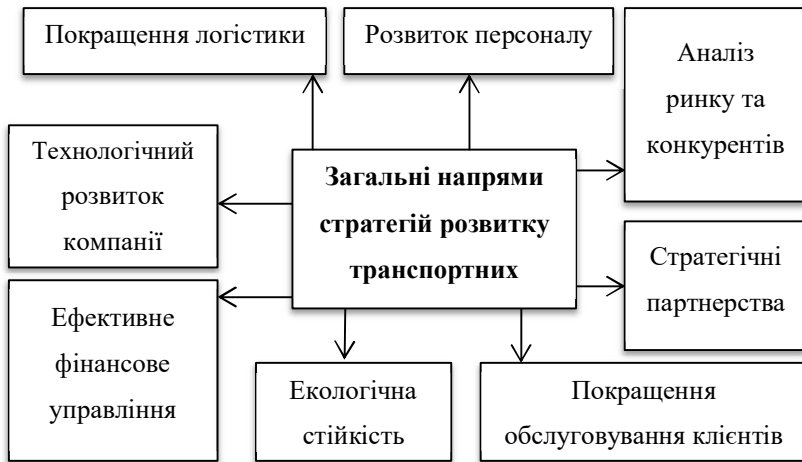 Покращення логістики
Розвиток персоналу
Аналіз
ринку та
конкурентів
Технологічний
розвиток
компанії
Загальні напрями
стратегій розвитку
транспортних
Стратегічні
партнерства
Ефективне
фінансове
управління
Екологічна
стійкість
Покращення
обслуговування клієнтів